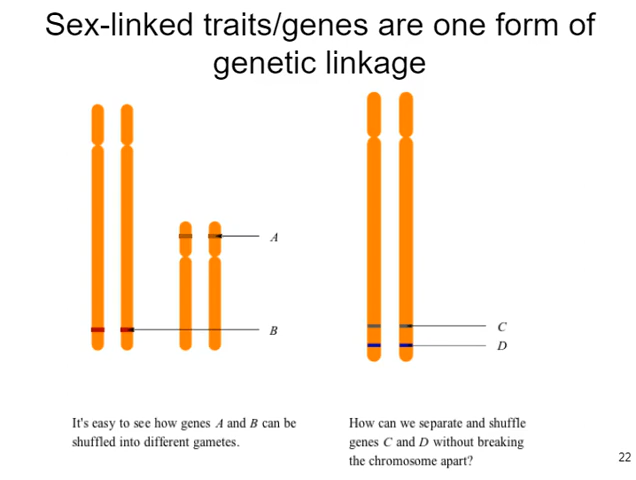 Sex-linked traits/genes are one form of
genetic linkage
A
B
C
D
It's easy to see how genes A and B can be
shuffled into different gametes.
How can we separate and shuffle
genes C and D without breaking
the chromosome apart?
22